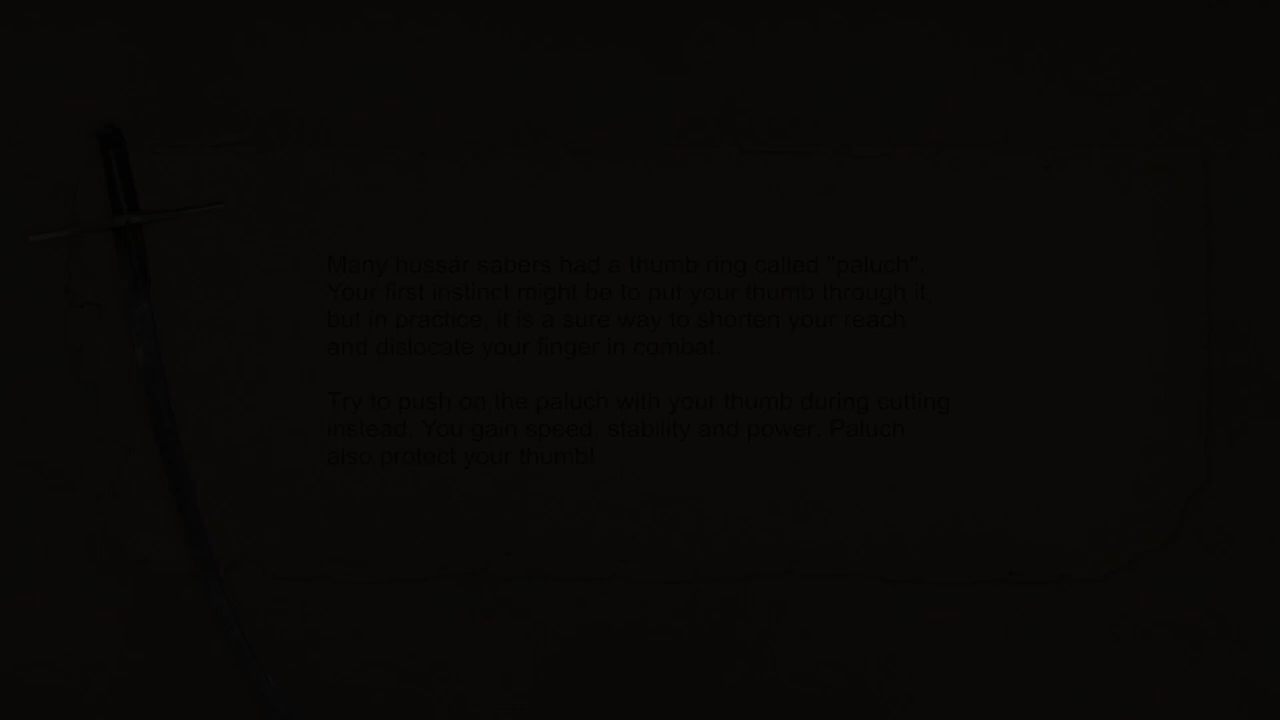 Many hussar sabers had a thumb ring called "paluch".
Your first instinct might be to put your thumb through it,
but in practice, it is a sure way to shorten your reach
and dislocate your finger in combat.
Try to push on the paluch with your thumb during cutting
instead. You gain speed, stability and power. Paluch
also protect your thumb!